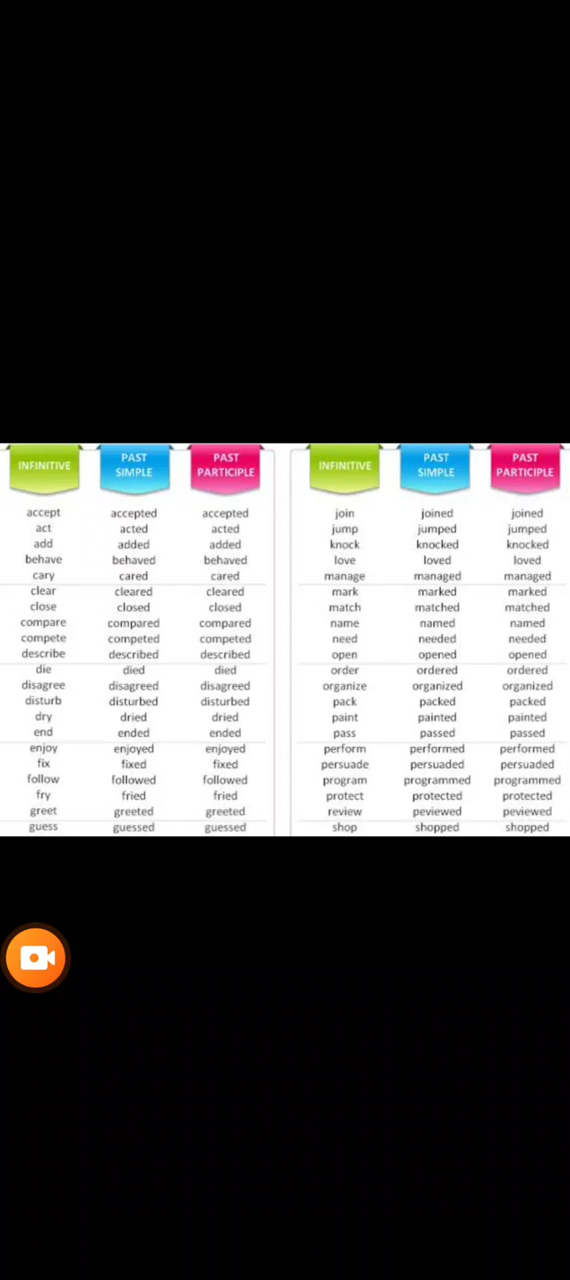 INFINITIVE PAST SIMPLE PAST PARTICIPLE
accept accepted accepted
act acted acted
add added added
behave behaved behaved
cary cared cared
clear cleared cleared
close closed closed
compare compared compared
compete competed competed
describe described described
die died died
disagree disagreed disagreed
disturb disturbed disturbed
dry dried dried
end ended ended
enjoy enjoyed enjoyed
fix fixed fixed
follow followed followed
fry fried fried
greet greeted greeted
guess guessed guessed
INFINITIVE PAST SIMPLE PAST PARTICIPLE
join joined joined
jump jumped jumped
knock knocked knocked
love loved loved
manage managed managed
mark marked marked
match matched matched
name named named
need needed needed
open opened opened
order ordered ordered
organize organized organized
pack packed packed
paint painted painted
pass passed passed
perform performed performed
persuade persuaded persuaded
program programmed programmed
protect protected protected
review peviewed peviewed
shop shopped shopped